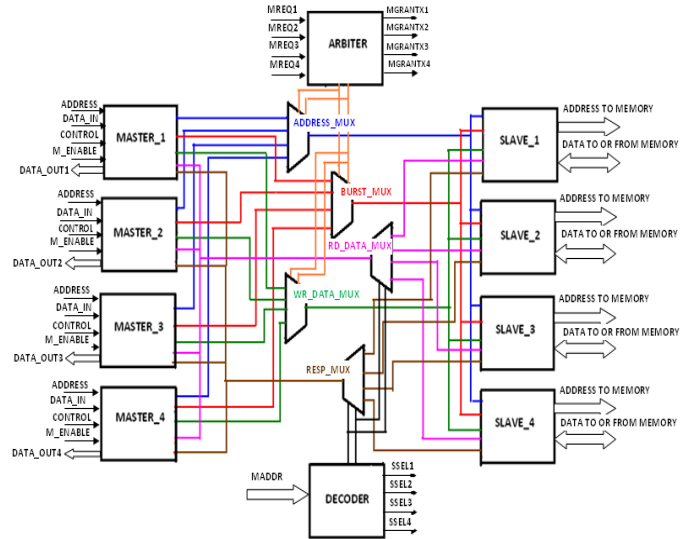 MREQ1
MREQ2
MREQ3
MREQ4
ARBITER
MGRANTX1
MGRANTX2
MGRANTX3
MGRANTX4
ADDRESS
DATA_IN
CONTROL
M_ENABLE
DATA_OUT1
MASTER_1
ADDRESS
DATA_IN
CONTROL
M_ENABLE
DATA_OUT2
MASTER_2
ADDRESS
DATA_IN
CONTROL
M_ENABLE
DATA_OUT3
MASTER_3
ADDRESS
DATA_IN
CONTROL
M_ENABLE
DATA_OUT4
MASTER_4
ADDRESS_MUX
BURST_MUX
RD_DATA_MUX
WR_DATA_MUX
RESP_MUX
SLAVE_1
ADDRESS TO MEMORY
DATA TO OR FROM MEMORY
SLAVE_2
ADDRESS TO MEMORY
DATA TO OR FROM MEMORY
SLAVE_3
ADDRESS TO MEMORY
DATA TO OR FROM MEMORY
SLAVE_4
ADDRESS TO MEMORY
DATA TO OR FROM MEMORY
MADDR
DECODER
SSEL1
SSEL2
SSEL3
SSEL4